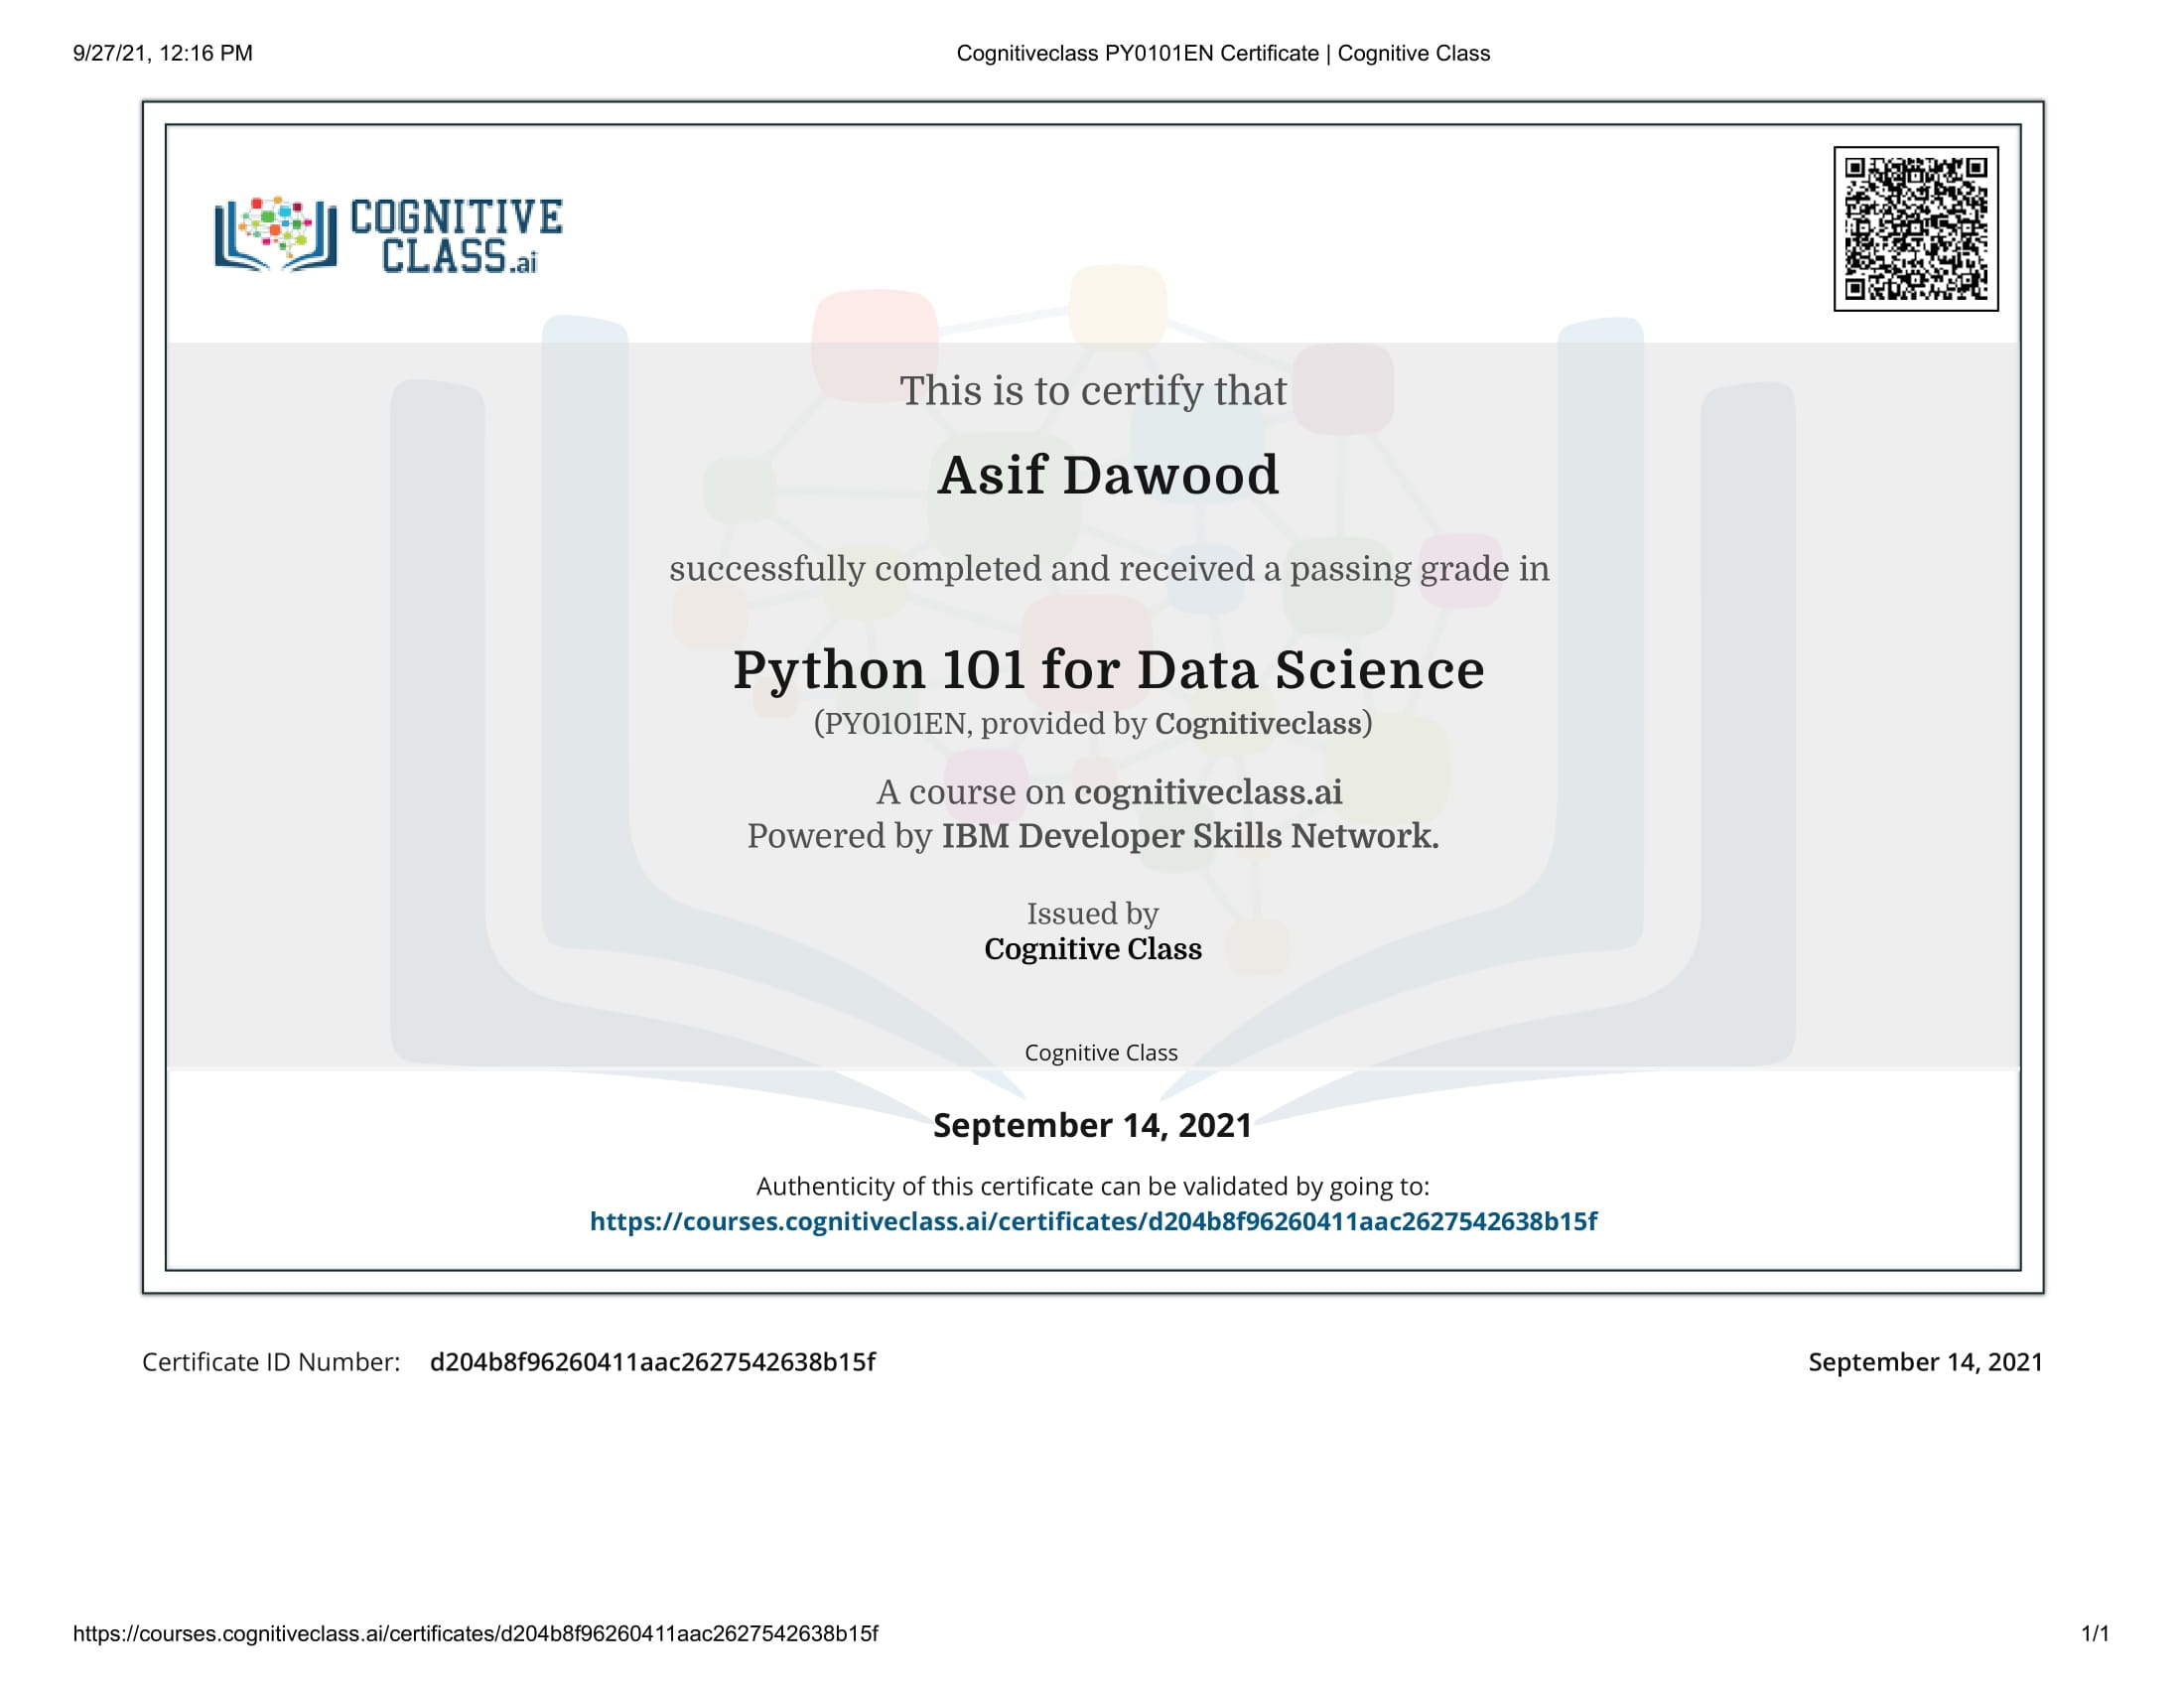 9/27/21, 12:16 PM
Cognitiveclass PY0101EN Certificate | Cognitive Class
COGNITIVE
CLASS.ai
This is to certify that
Asif Dawood
successfully completed and received a passing grade in
Python 101 for Data Science
(PY0101EN, provided by Cognitiveclass)
A course on cognitiveclass.ai
Powered by IBM Developer Skills Network.
Issued by
Cognitive Class
Cognitive Class
September 14, 2021
Authenticity of this certificate can be validated by going to:
https://courses.cognitiveclass.ai/certificates/d204b8f96260411aac2627542638b15f
Certificate ID Number: d204b8f96260411aac2627542638b15f
September 14, 2021
https://courses.cognitiveclass.ai/certificates/d204b8f96260411aac2627542638b15f
1/1